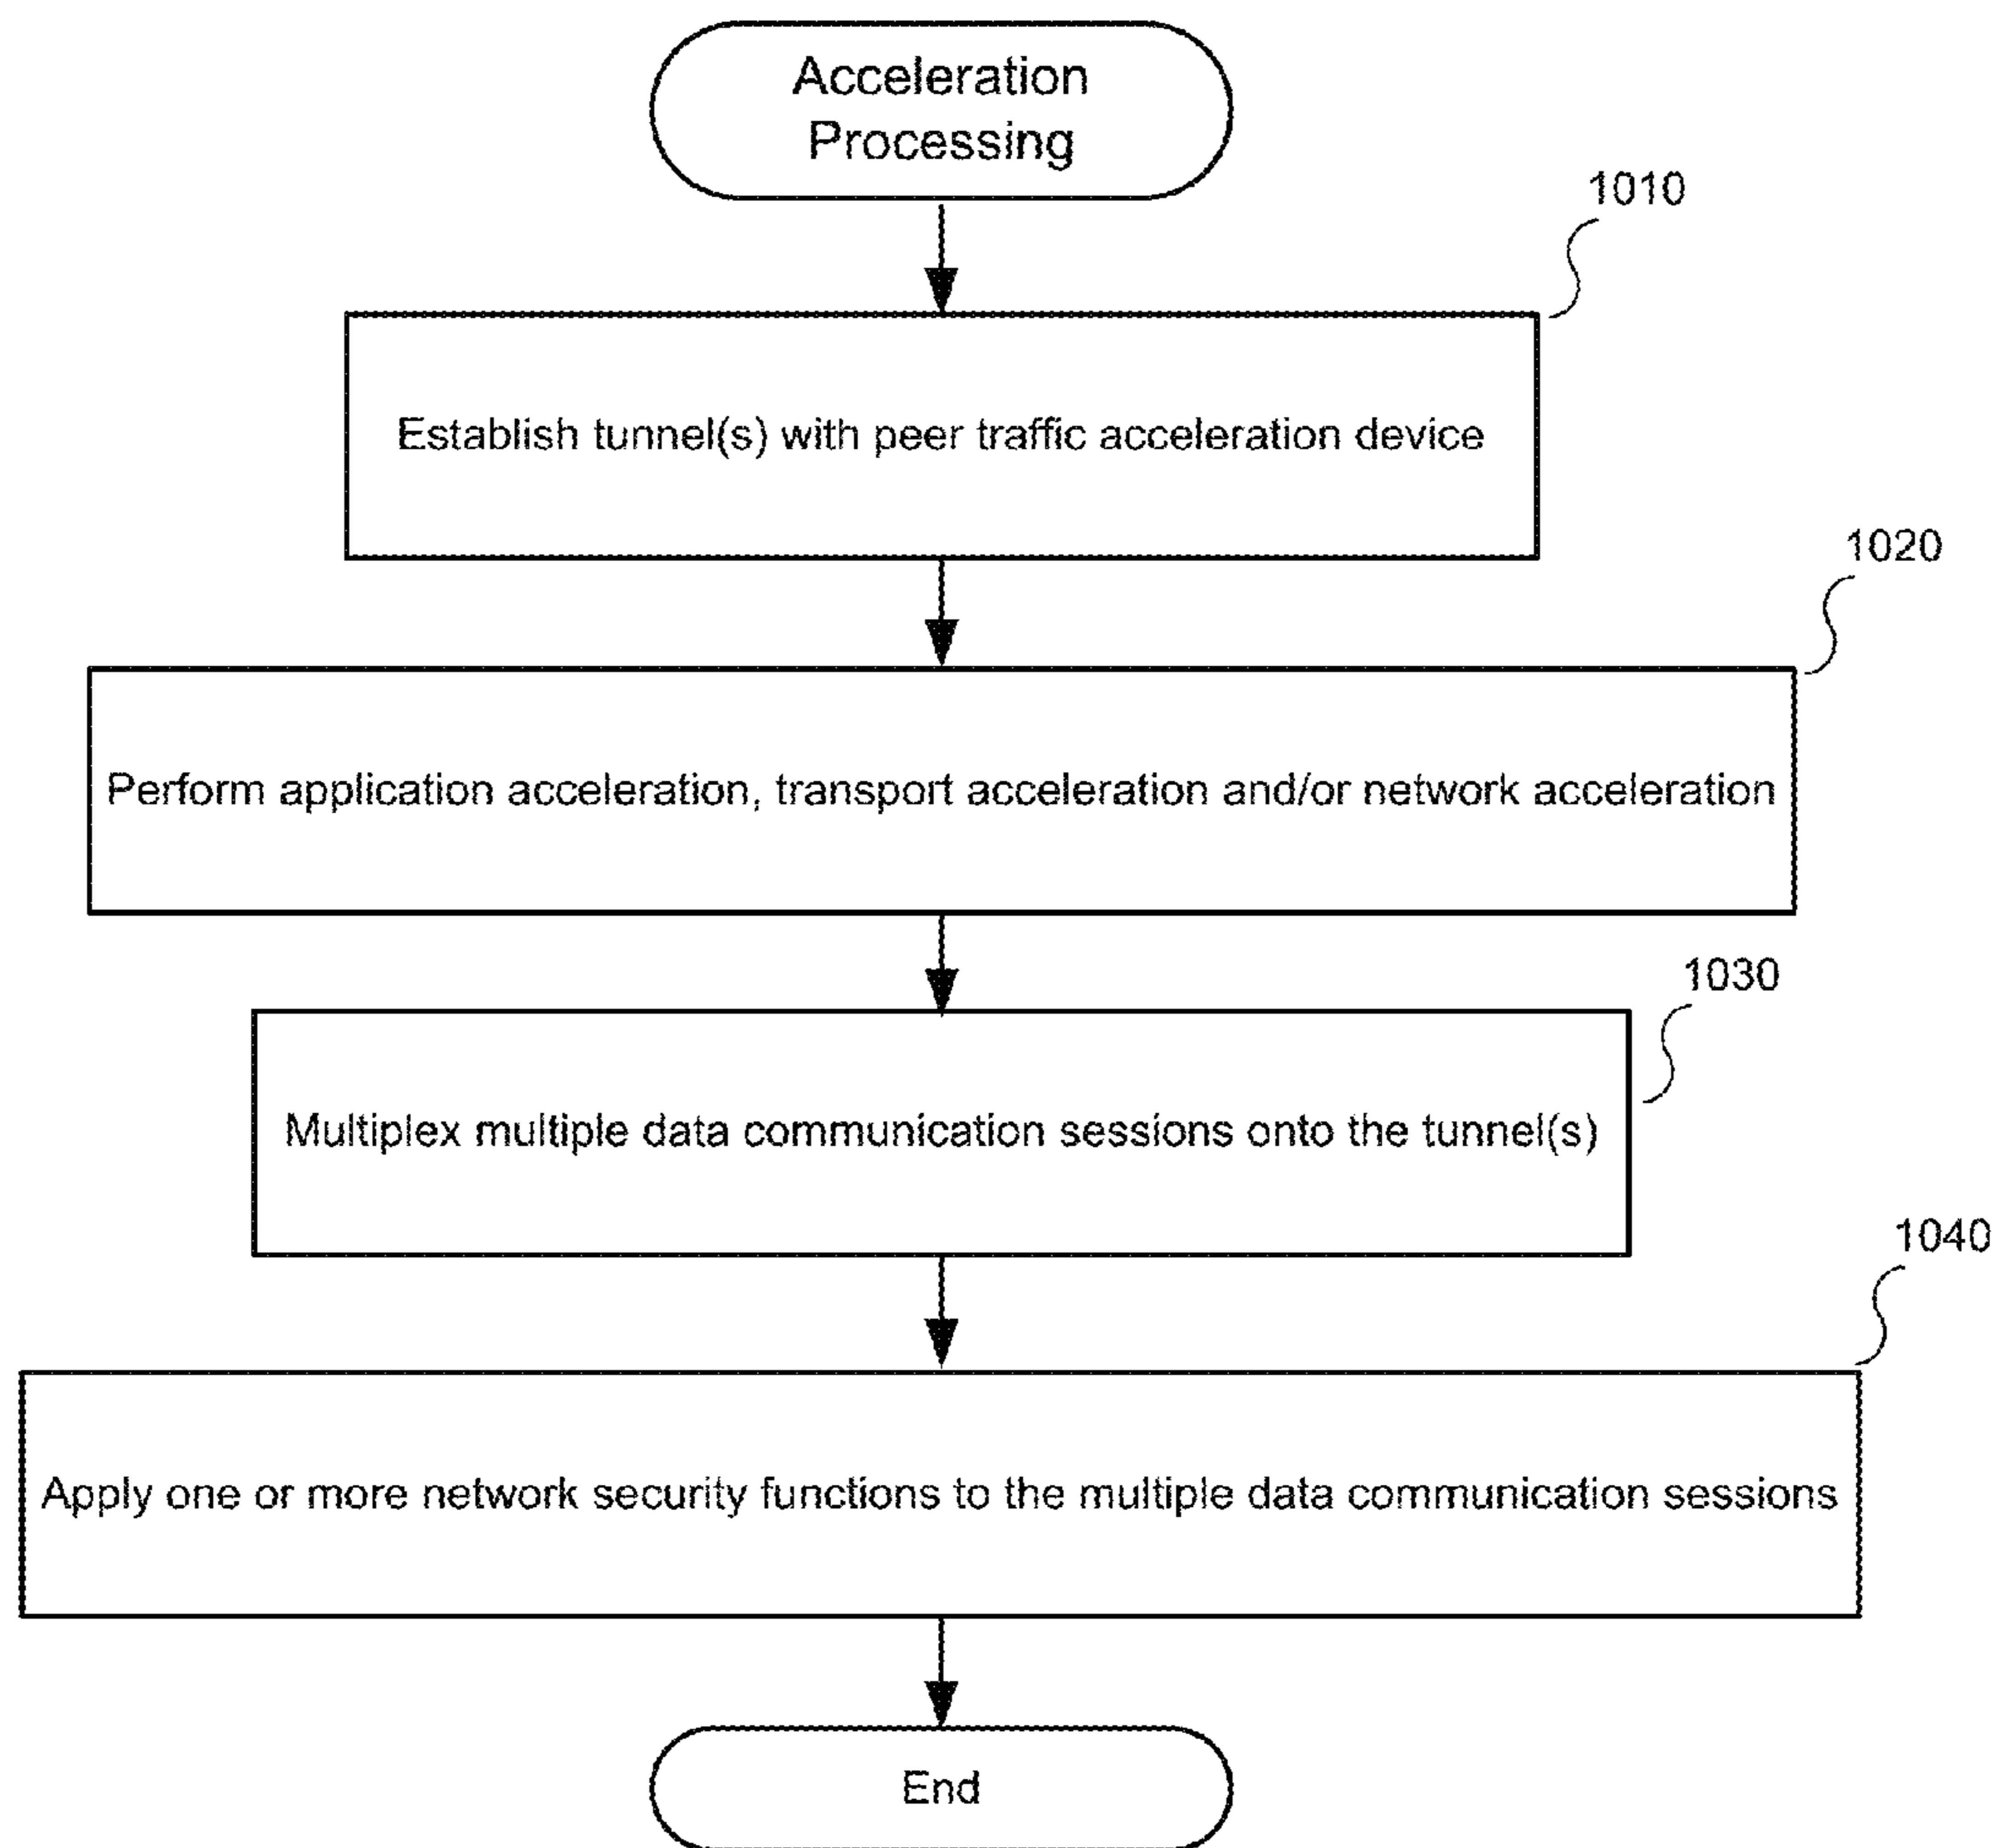 Acceleration
Processing
1010
Establish tunnel(s) with peer traffic acceleration device
1020
Perform application acceleration, transport acceleration and/or network acceleration
1030
Multiplex multiple data communication sessions onto the tunnel(s)
1040
Apply one or more network security functions to the multiple data communication sessions
End